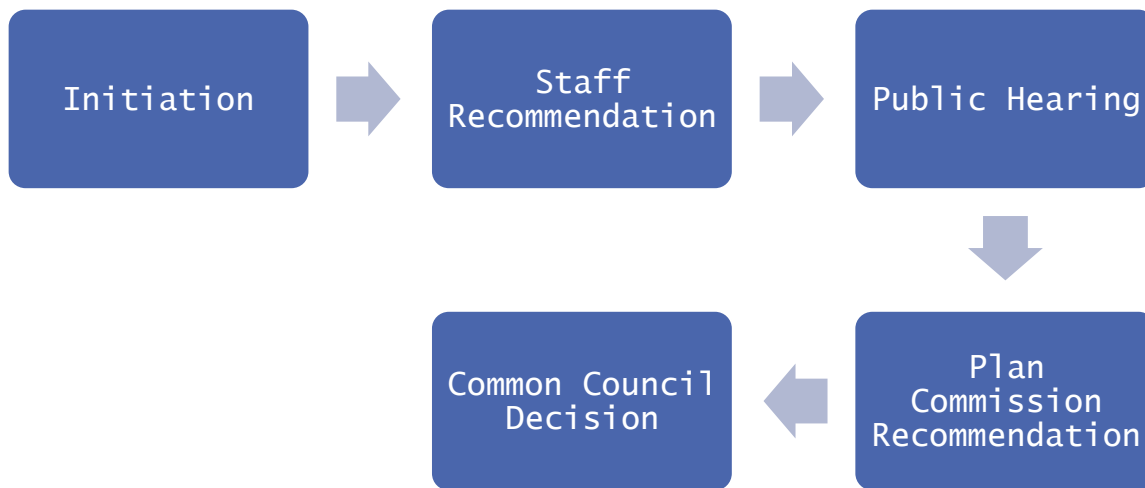 Initiation
Staff
Recommendation
Public Hearing
Plan
Commission
Recommendation
Common Council
Decision